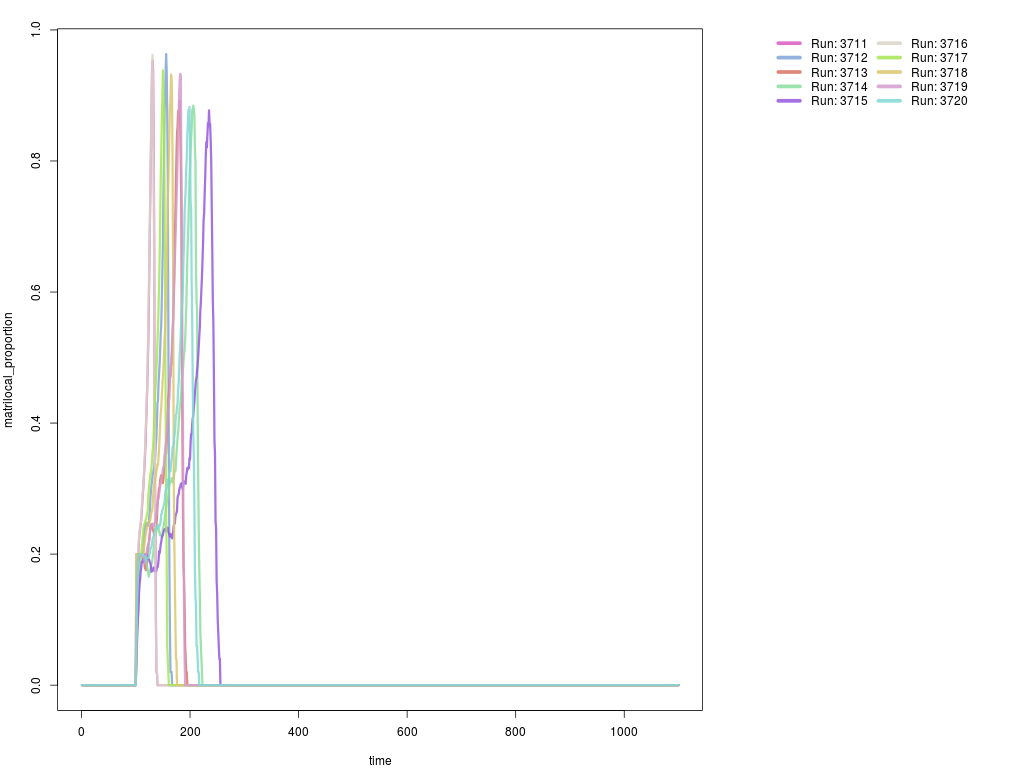 1.0
0.8
0.6
0.4
0.2
0.0
matrilocal_proportion
0 200 400 600 800 1000
time
Run: 3711 Run: 3716
Run: 3712 Run: 3717
Run: 3713 Run: 3718
Run: 3714 Run: 3719
Run: 3715 Run: 3720